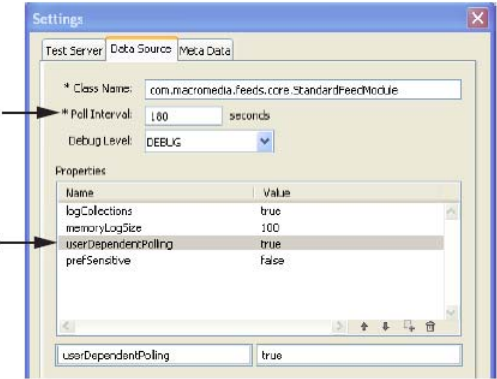 Settings
Test Server Data Source Meta Data
* Class Name: com.macromedia.feeds.core.StandardFeedModule
* Poll Interval: 180 seconds
Debug Level: DEBUG
Properties
Name Value
logCollections true
memoryLogSize 100
userDependentPolling true
prefSensitive false
userDependentPolling true